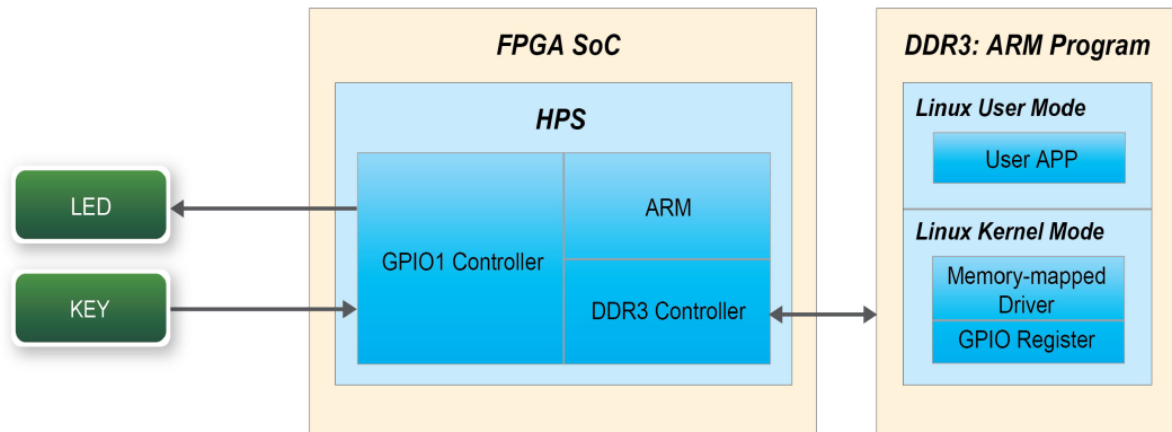 FPGA SoC
HPS
LED
KEY
GPIO1 Controller
ARM
DDR3 Controller
DDR3: ARM Program
Linux User Mode
User APP
Linux Kernel Mode
Memory-mapped
Driver
GPIO Register